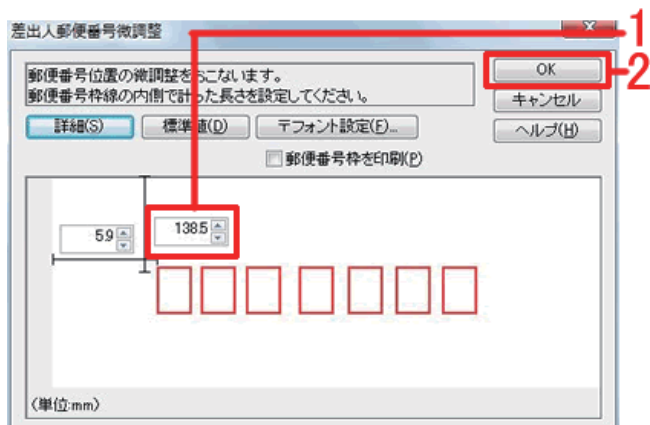 差出人郵便番号微調整
1
郵便番号位置の微調整をおこないます。
郵便番号枠線の内側で計った長さを設定してください。
OK
2
キャンセル
詳細(S)
標準値(D)
〒フォント設定(F)...
ヘルプ(H)
郵便番号枠を印刷(P)
5.9
138.5
(単位:mm)